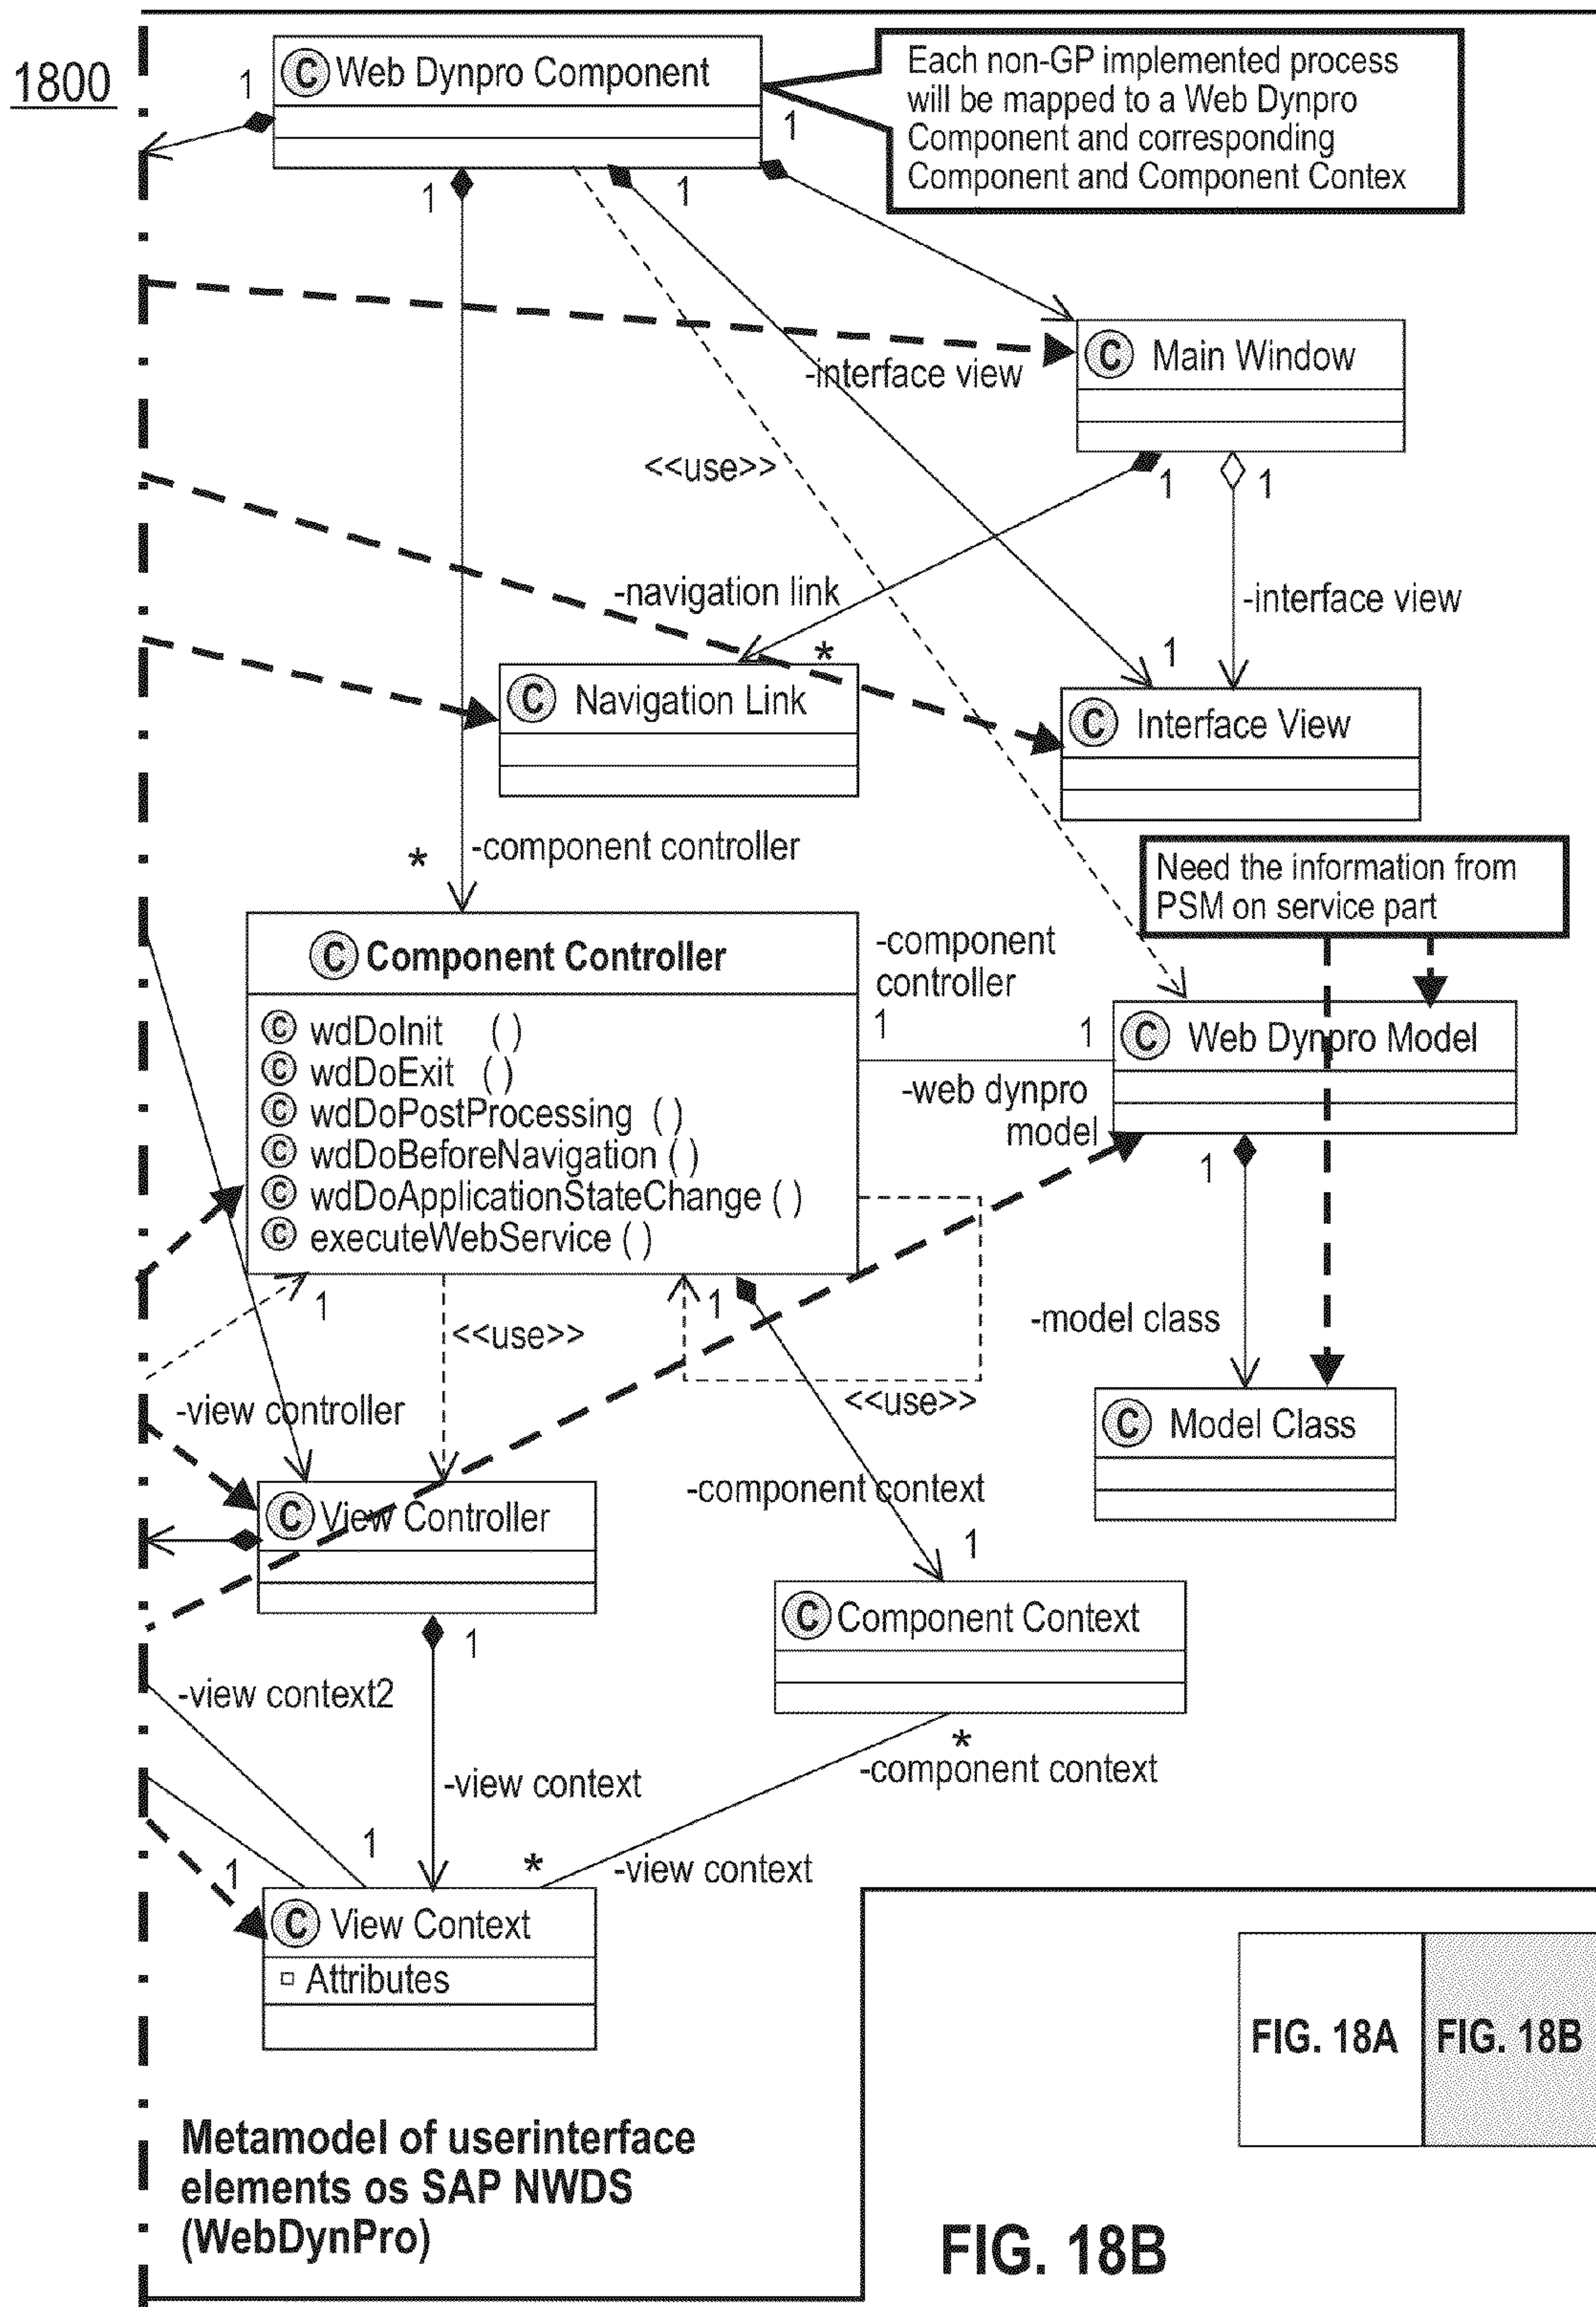 1800
1
C Web Dynpro Component
Each non-GP implemented process
will be mapped to a Web Dynpro
Component and corresponding
Component and Component Contex
1
1
1
-interface view
C Main Window
<<use>>
1
1
-navigation link
-interface view
*
1
C Navigation Link
C Interface View
*
-component controller
Need the information from
PSM on service part
C Component Controller
C wdDoInit ( )
C wdDoExit ( )
C wdDoPostProcessing ( )
C wdDoBeforeNavigation ( )
C wdDoApplicationStateChange ( )
C executeWebService ( )
-component
controller
1
1
C Web Dynpro Model
-web dynpro
model
1
1
<<use>>
1
-model class
-view controller
<<use>>
C Model Class
C View Controller
-component context
1
1
C Component Context
-view context2
*
-component context
-view context
1
1
*
-view context
C View Context
Attributes
FIG. 18A
FIG. 18B
Metamodel of userinterface
elements os SAP NWDS
(WebDynPro)
FIG. 18B